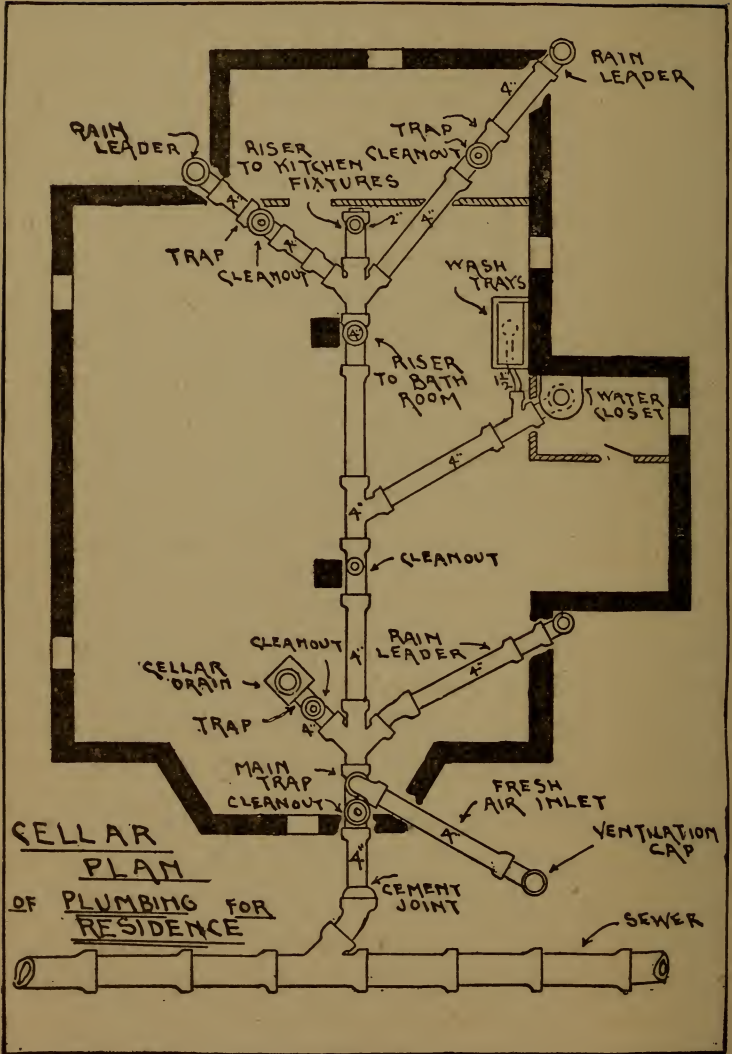 RAIN
LEADER
4"
TRAP
CLEANOUT
RAIN
LEADER
RISER
TO KITCHEN
FIXTURES
4"
2"
4"
TRAP
4"
CLEANOUT
WASH
TRAYS
4"
RISER
TO BATH
ROOM
1½"
WATER
CLOSET
4"
4"
CLEANOUT
CLEANOUT
RAIN
LEADER
4"
4"
CELLAR
DRAIN
TRAP
4"
MAIN
TRAP
CLEANOUT
FRESH
AIR INLET
4"
VENTILATION
CAP
4"
CEMENT
JOINT
CELLAR
PLAN
OF PLUMBING FOR
RESIDENCE
SEWER